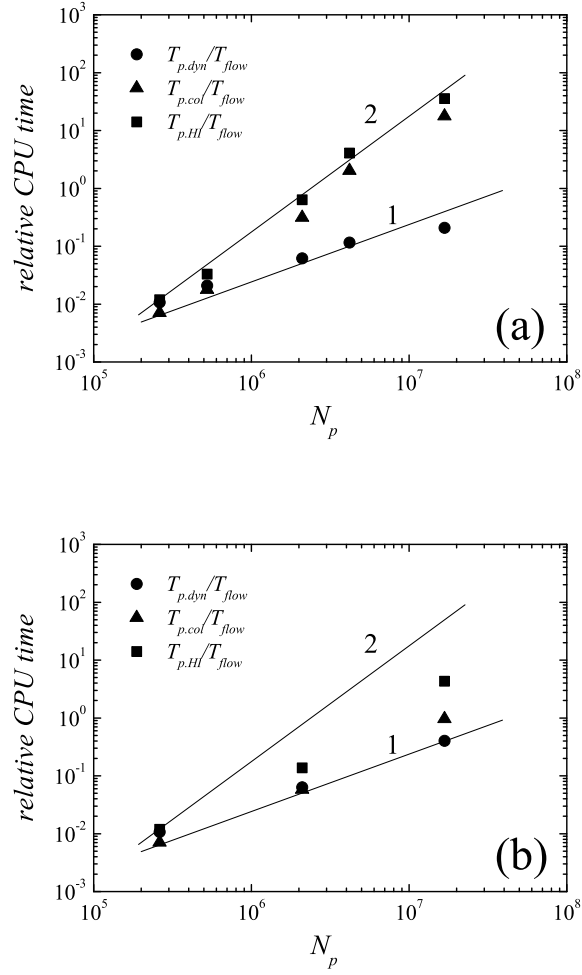 10^3
10^2
10^1
10^0
10^-1
10^-2
10^-3
relative CPU time
T_p.dyn/T_flow
T_p.col/T_flow
T_p.HI/T_flow
2
1
(a)
10^5 10^6 10^7 10^8
N_p
10^3
10^2
10^1
10^0
10^-1
10^-2
10^-3
relative CPU time
T_p.dyn/T_flow
T_p.col/T_flow
T_p.HI/T_flow
2
1
(b)
10^5 10^6 10^7 10^8
N_p